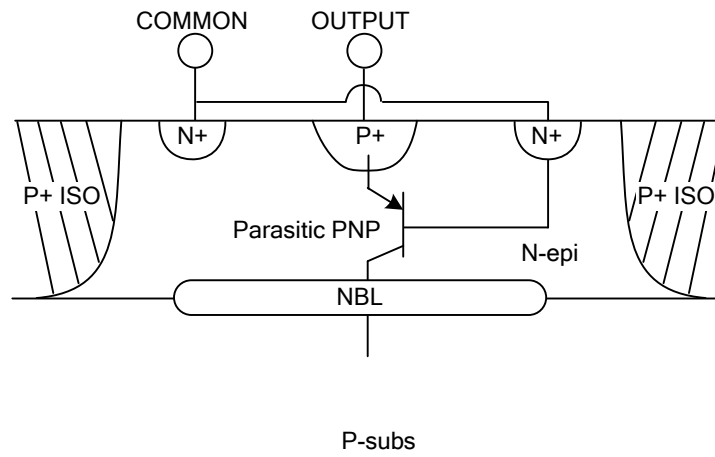 COMMON OUTPUT
N+ P+ N+
P+ ISO P+ ISO
Parasitic PNP
N-epi
NBL
P-subs